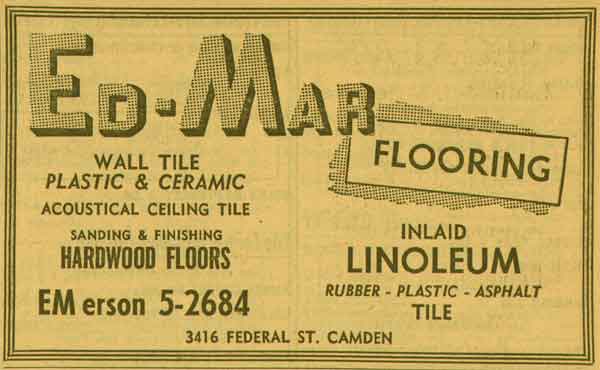 ED-MAR
FLOORING
WALL TILE
PLASTIC & CERAMIC
ACOUSTICAL CEILING TILE
SANDING & FINISHING
HARDWOOD FLOORS
EM erson 5-2684
INLAID
LINOLEUM
RUBBER - PLASTIC - ASPHALT
TILE
3416 FEDERAL ST. CAMDEN